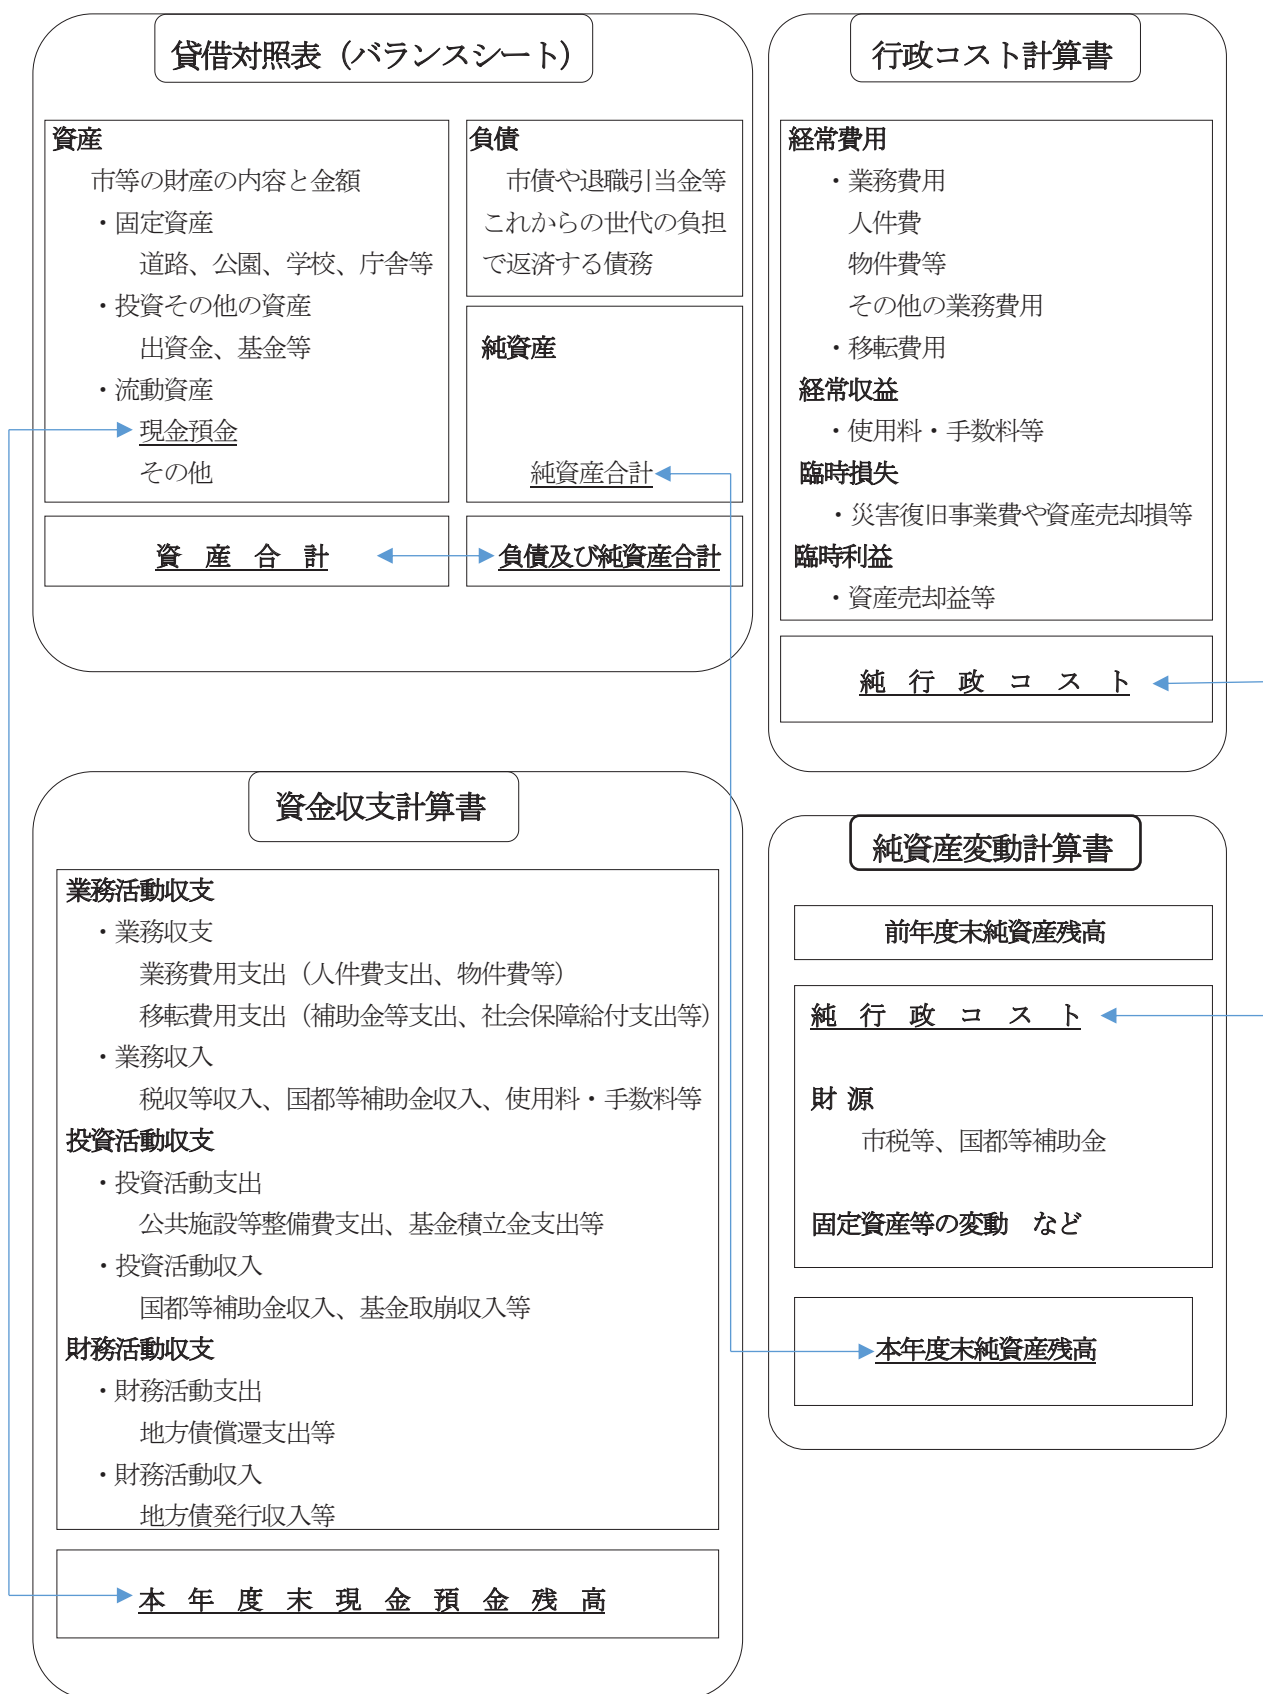 貸借対照表（バランスシート）
資産
市等の財産の内容と金額
・固定資産
道路、公園、学校、庁舎等
・投資その他の資産
出資金、基金等
・流動資産
現金預金
その他
資　産　合　計
負債
市債や退職引当金等
これからの世代の負担
で返済する債務
純資産
純資産合計
負債及び純資産合計
行政コスト計算書
経常費用
・業務費用
人件費
物件費等
その他の業務費用
・移転費用
経常収益
・使用料・手数料等
臨時損失
・災害復旧事業費や資産売却損等
臨時利益
・資産売却益等
純　行　政　コ　ス　ト
資金収支計算書
業務活動収支
・業務収支
業務費用支出（人件費支出、物件費等）
移転費用支出（補助金等支出、社会保障給付支出等）
・業務収入
税収等収入、国都等補助金収入、使用料・手数料等
投資活動収支
・投資活動支出
公共施設等整備費支出、基金積立金支出等
・投資活動収入
国都等補助金収入、基金取崩収入等
財務活動収支
・財務活動支出
地方債償還支出等
・財務活動収入
地方債発行収入等
本　年　度　末　現　金　預　金　残　高
純資産変動計算書
前年度末純資産残高
純　行　政　コ　ス　ト
財 源
市税等、国都等補助金
固定資産等の変動　など
本年度末純資産残高